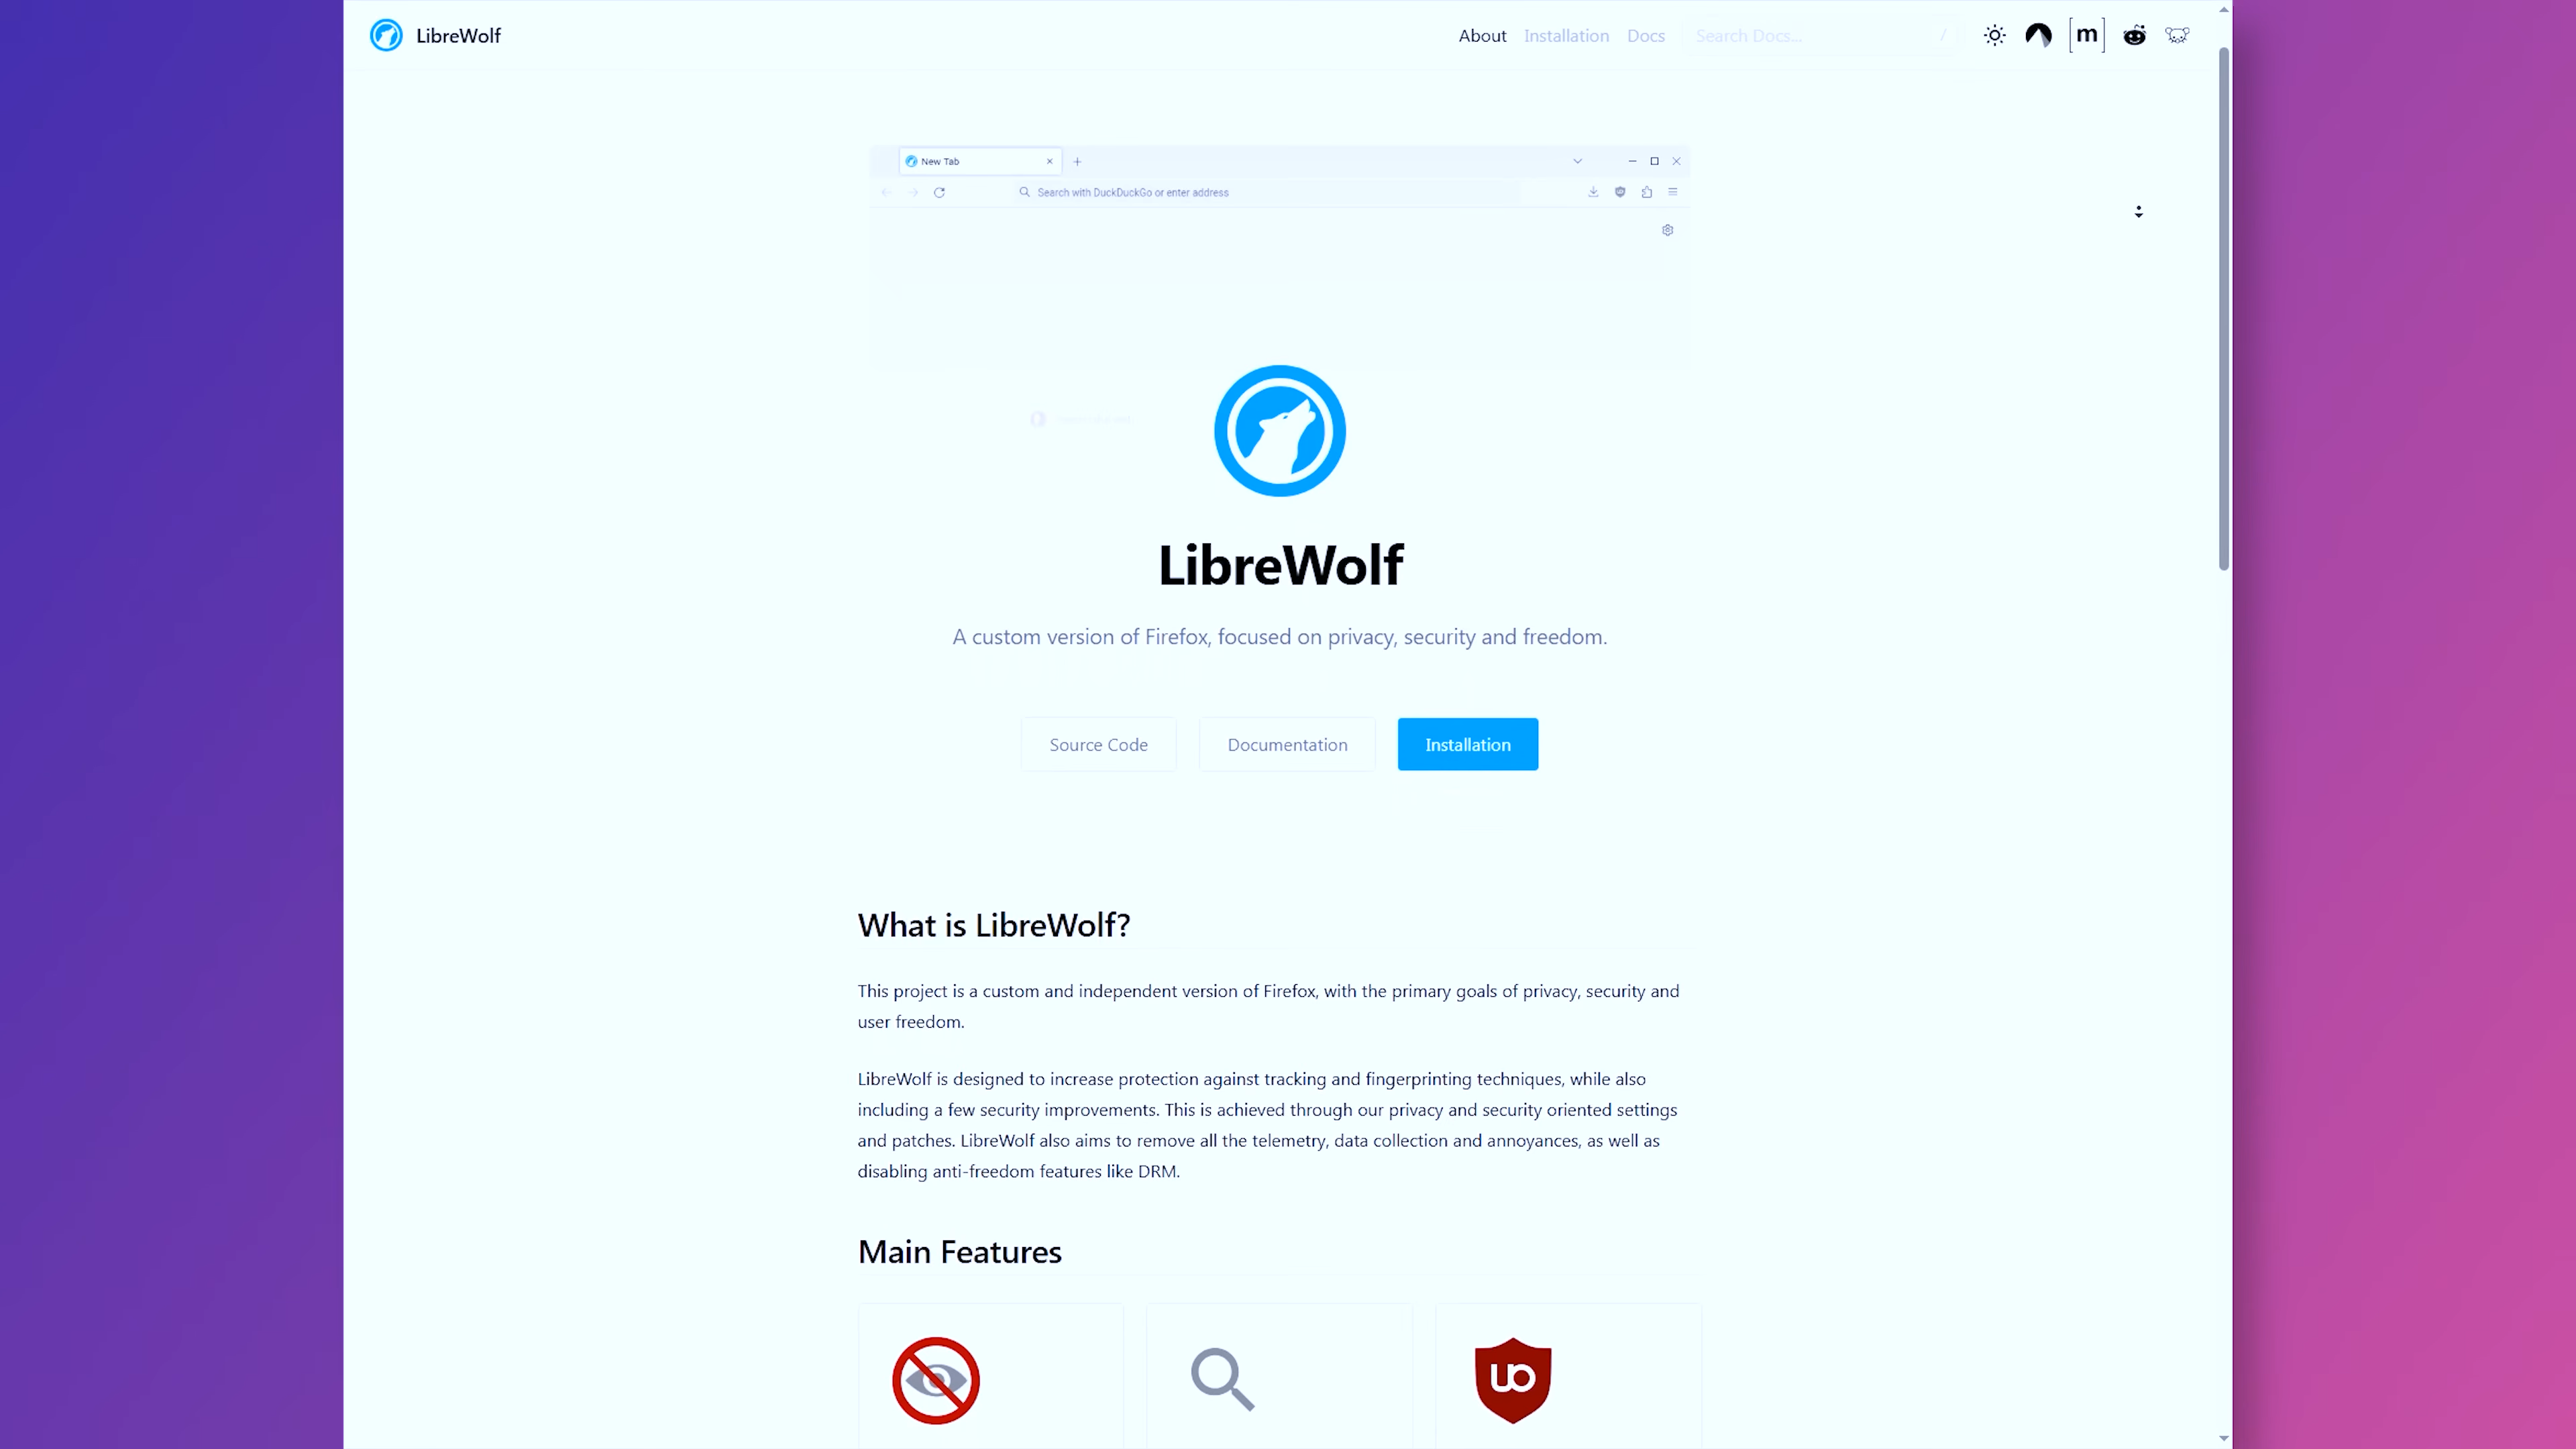 LibreWolf
About Installation Docs Search Docs... /
m
New Tab
Search with DuckDuckGo or enter address
LibreWolf
A custom version of Firefox, focused on privacy, security and freedom.
Source Code Documentation Installation
What is LibreWolf?
This project is a custom and independent version of Firefox, with the primary goals of privacy, security and
user freedom.
LibreWolf is designed to increase protection against tracking and fingerprinting techniques, while also
including a few security improvements. This is achieved through our privacy and security oriented settings
and patches. LibreWolf also aims to remove all the telemetry, data collection and annoyances, as well as
disabling anti-freedom features like DRM.
Main Features
uo